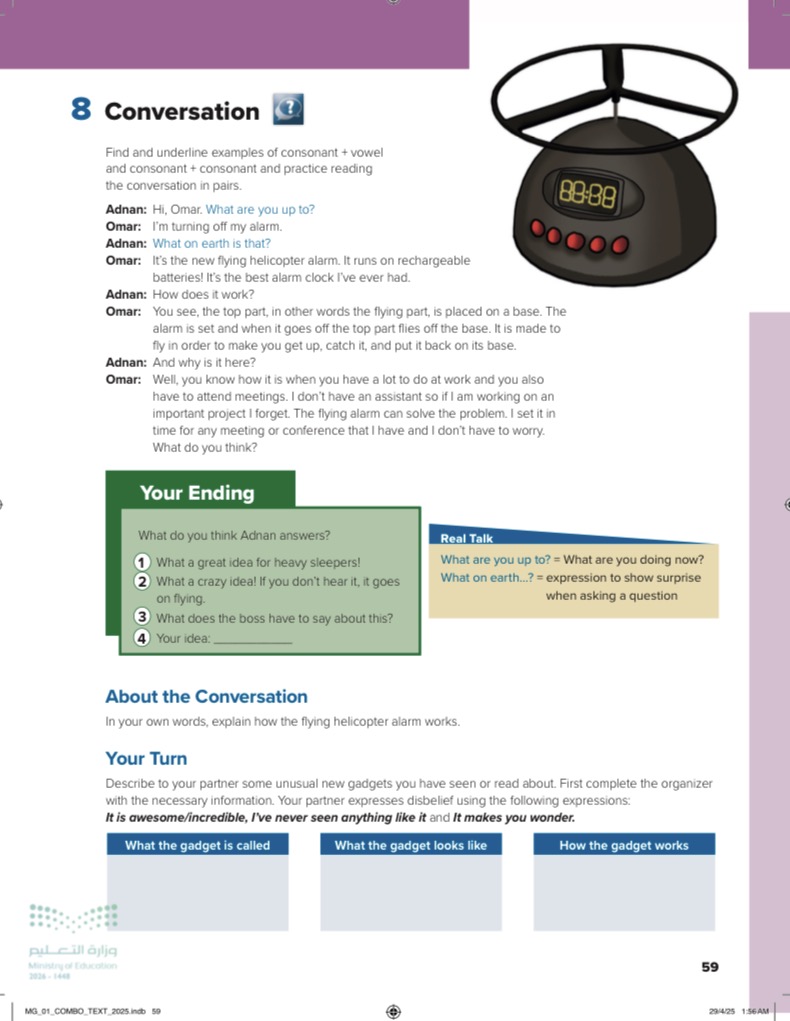 8 Conversation
Find and underline examples of consonant + vowel
and consonant + consonant and practice reading
the conversation in pairs.
Adnan: Hi, Omar. What are you up to?
Omar: I'm turning off my alarm.
Adnan: What on earth is that?
Omar: It's the new flying helicopter alarm. It runs on rechargeable
batteries! It's the best alarm clock I've ever had.
Adnan: How does it work?
Omar: You see, the top part, in other words the flying part, is placed on a base. The
alarm is set and when it goes off the top part flies off the base. It is made to
fly in order to make you get up, catch it, and put it back on its base.
Adnan: And why is it here?
Omar: Well, you know how it is when you have a lot to do at work and you also
have to attend meetings. I don't have an assistant so if I am working on an
important project I forget. The flying alarm can solve the problem. I set it in
time for any meeting or conference that I have and I don't have to worry.
What do you think?
88:88
Your Ending
What do you think Adnan answers?
1 What a great idea for heavy sleepers!
2 What a crazy idea! If you don't hear it, it goes
on flying.
3 What does the boss have to say about this?
4 Your idea: ____________
Real Talk
What are you up to? = What are you doing now?
What on earth...? = expression to show surprise
when asking a question
About the Conversation
In your own words, explain how the flying helicopter alarm works.
Your Turn
Describe to your partner some unusual new gadgets you have seen or read about. First complete the organizer
with the necessary information. Your partner expresses disbelief using the following expressions:
It is awesome/incredible, I've never seen anything like it and It makes you wonder.
What the gadget is called
What the gadget looks like
How the gadget works
وزارة التعليم
Ministry of Education
2026 - 1448
59
MG_01_COMBO_TEXT_2025.indb 59
29/4/25 1:56 AM